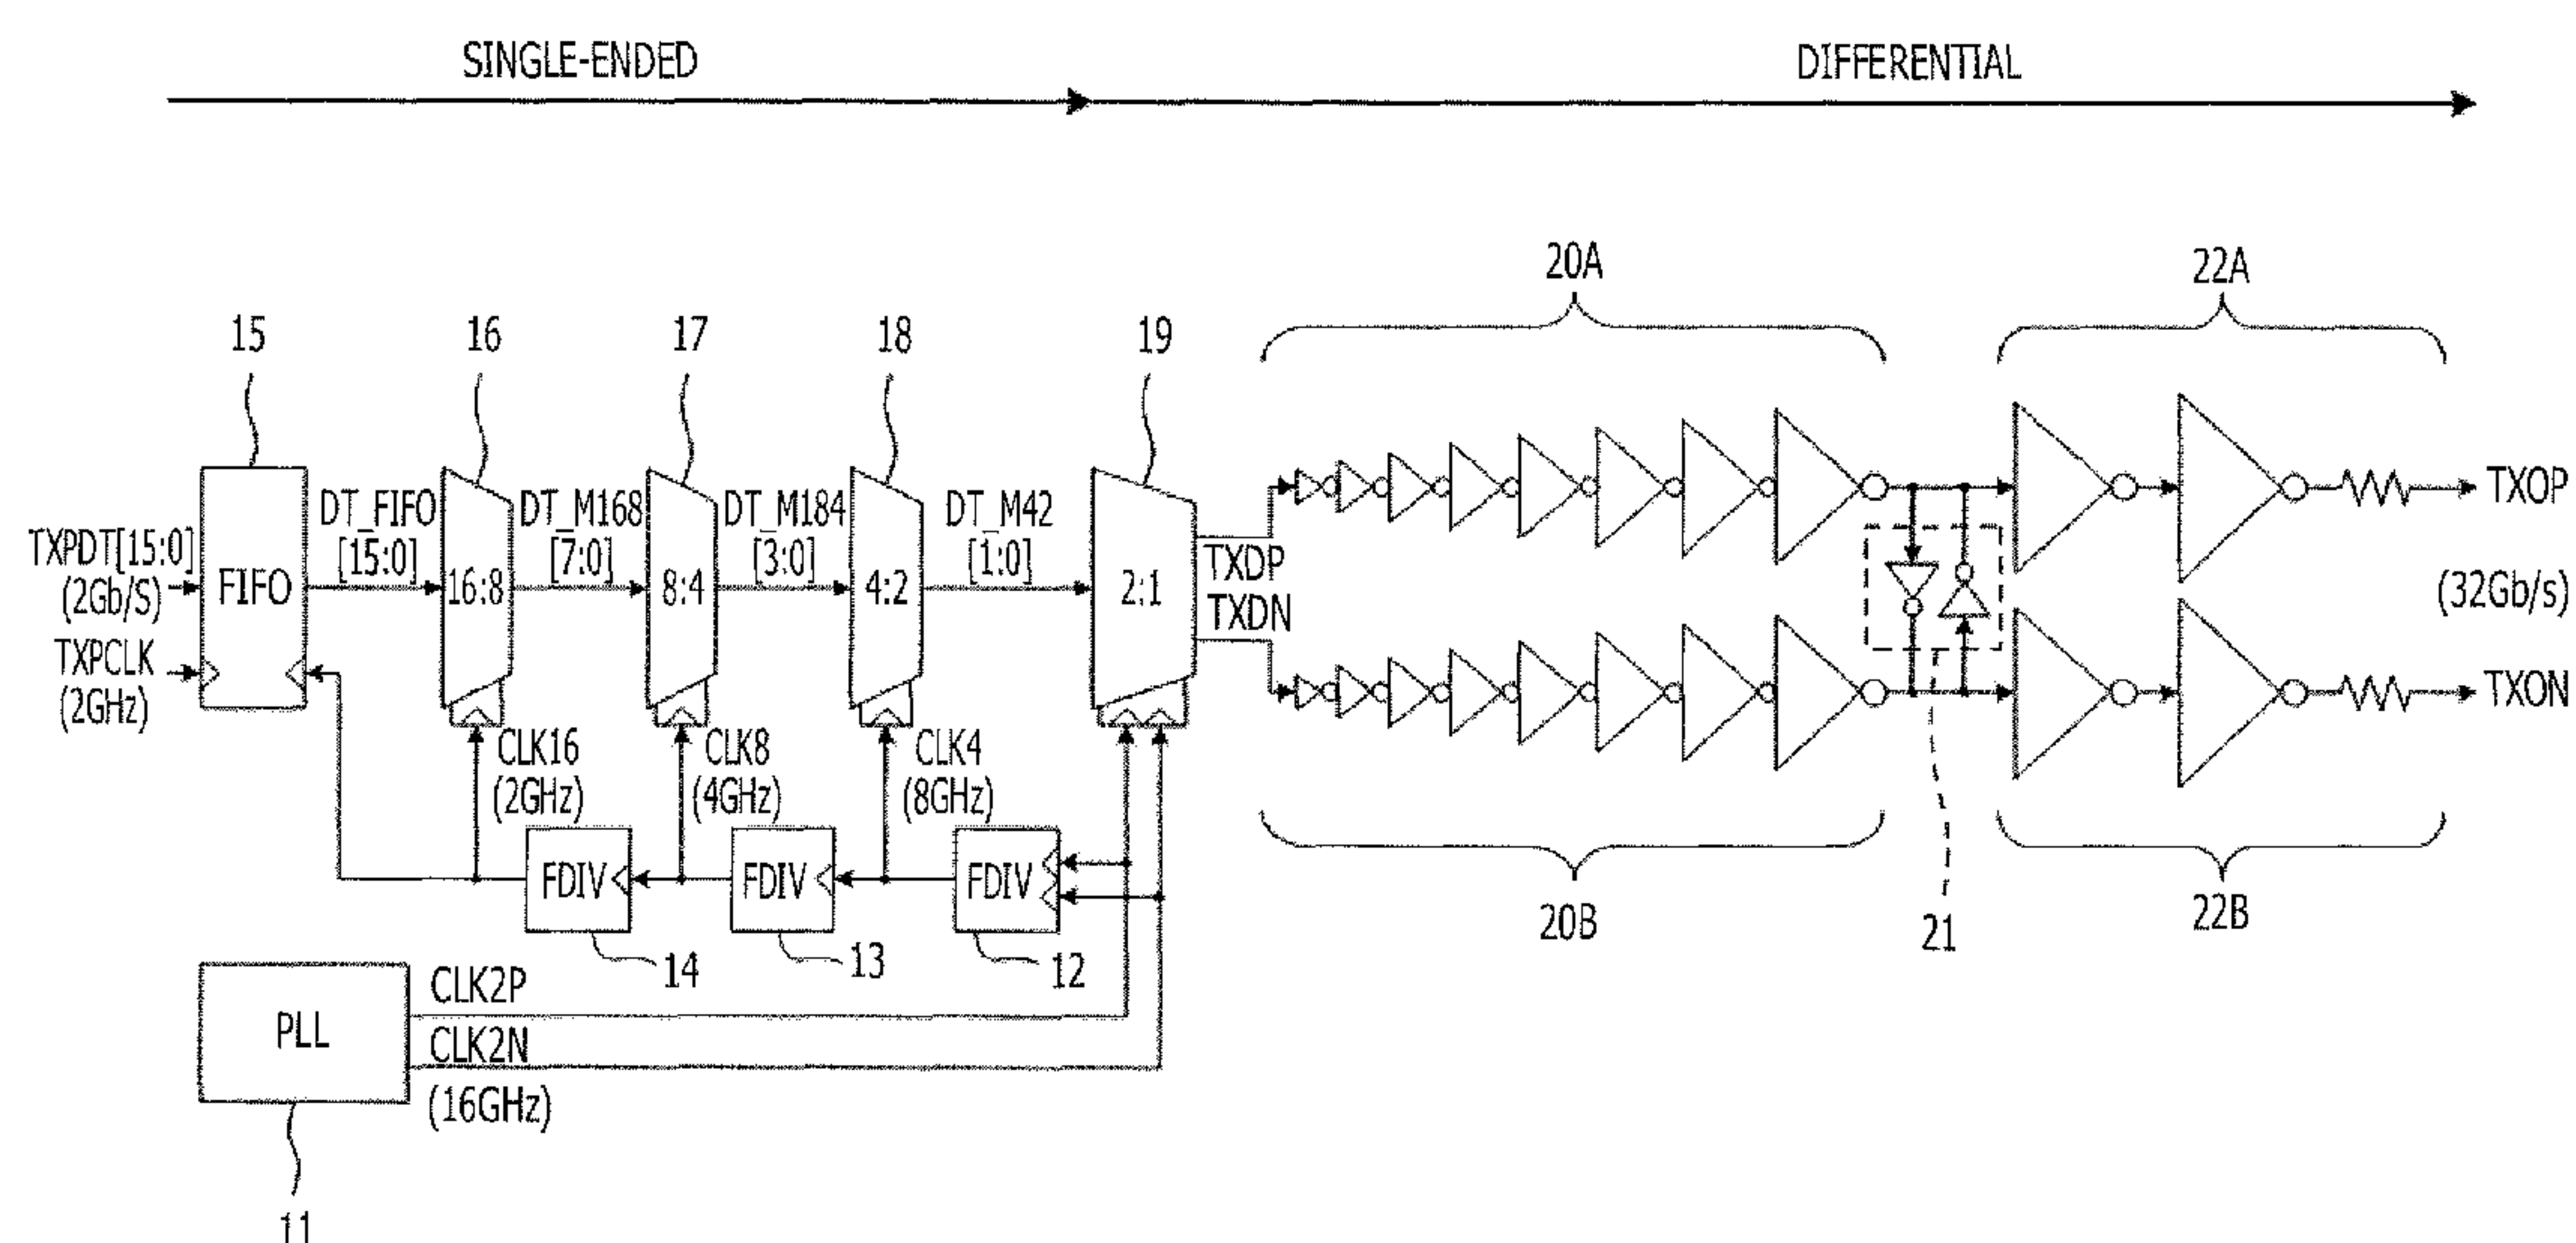 SINGLE-ENDED
DIFFERENTIAL
20A
22A
15
16
17
18
19
TXPDT[15:0]
(2Gb/S)
TXPCLK
(2GHz)
FIFO
DT_FIFO
[15:0]
16:8
DT_M168
[7:0]
8:4
DT_M184
[3:0]
4:2
DT_M42
[1:0]
2:1
TXDP
TXDN
TXOP
(32Gb/s)
TXON
CLK16
(2GHz)
CLK8
(4GHz)
CLK4
(8GHz)
FDIV
FDIV
FDIV
14
13
12
20B
21
22B
PLL
CLK2P
CLK2N
(16GHz)
11